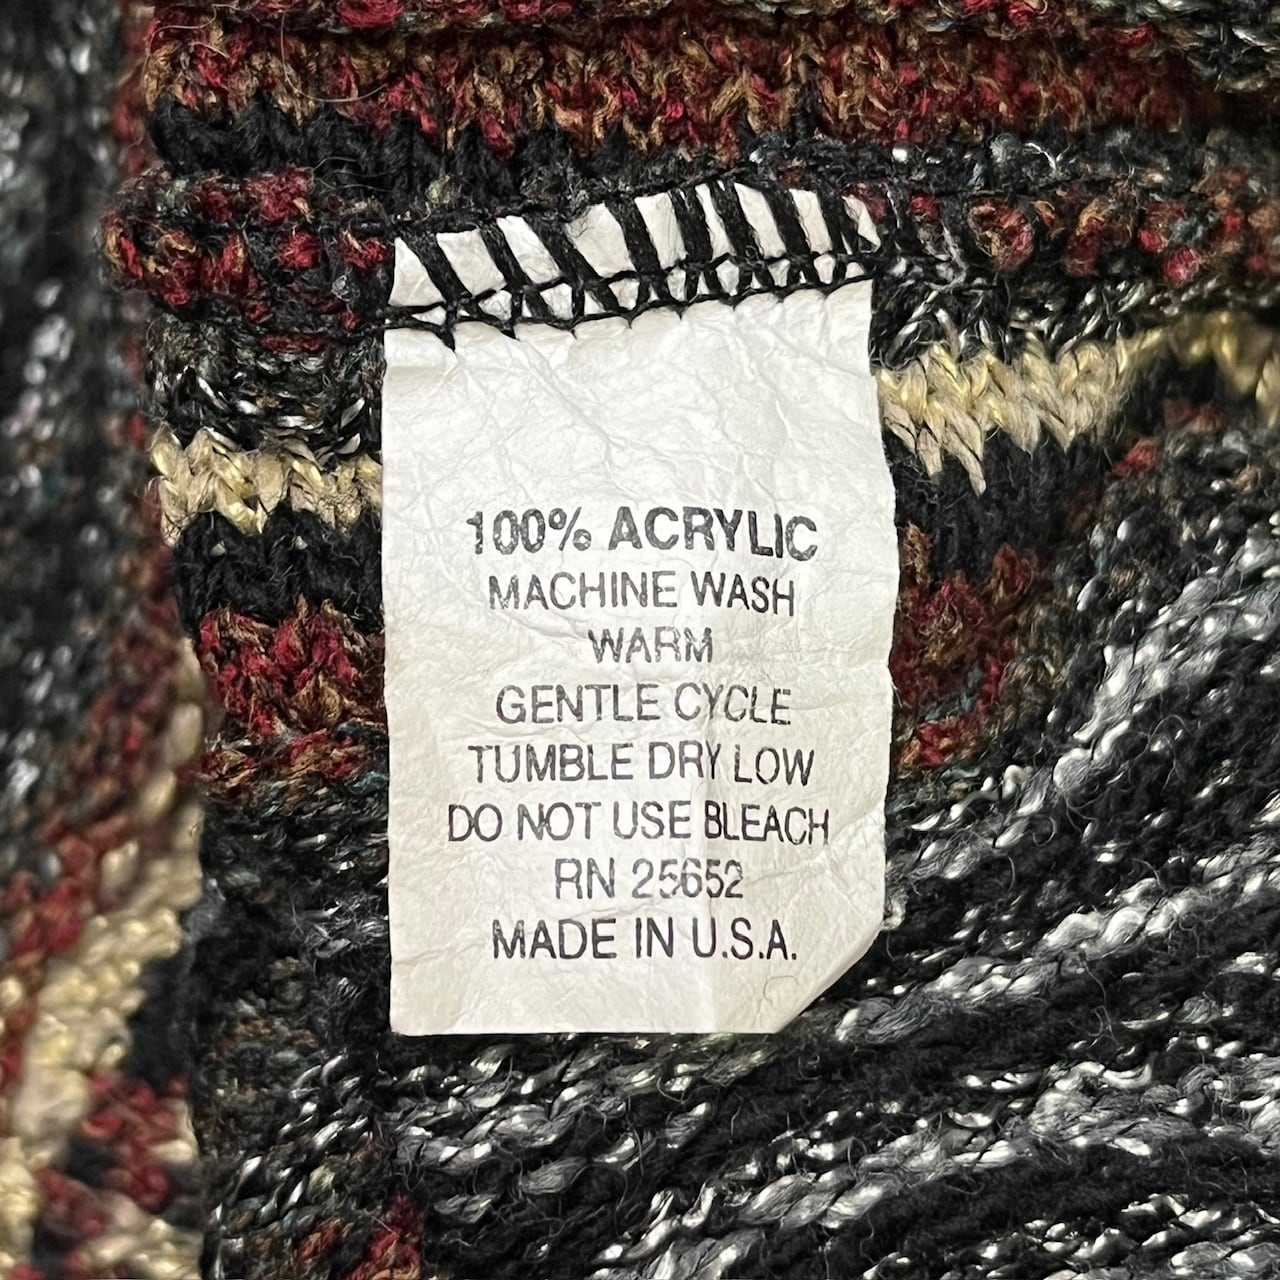 100% ACRYLIC
MACHINE WASH
WARM
GENTLE CYCLE
TUMBLE DRY LOW
DO NOT USE BLEACH
RN 25652
MADE IN U.S.A.